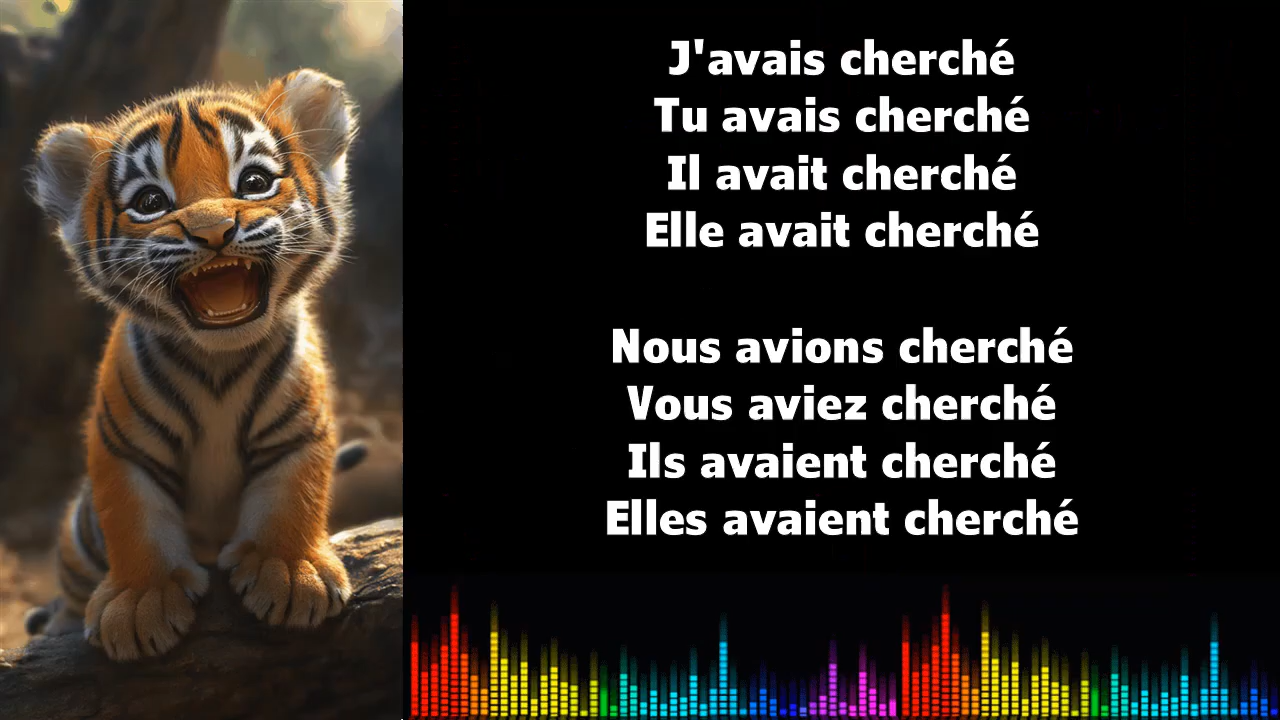 J'avais cherché
Tu avais cherché
Il avait cherché
Elle avait cherché
Nous avions cherché
Vous aviez cherché
Ils avaient cherché
Elles avaient cherché